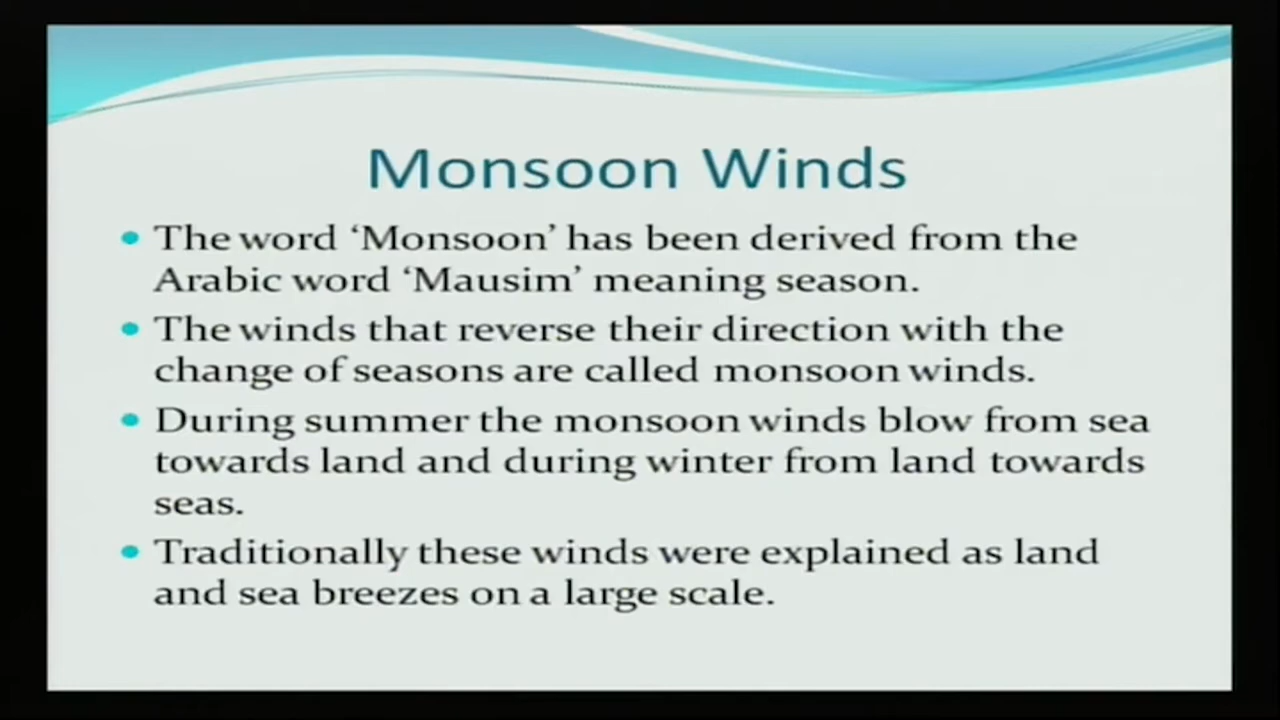 Monsoon Winds
• The word ‘Monsoon’ has been derived from the
Arabic word ‘Mausim’ meaning season.
• The winds that reverse their direction with the
change of seasons are called monsoon winds.
• During summer the monsoon winds blow from sea
towards land and during winter from land towards
seas.
• Traditionally these winds were explained as land
and sea breezes on a large scale.